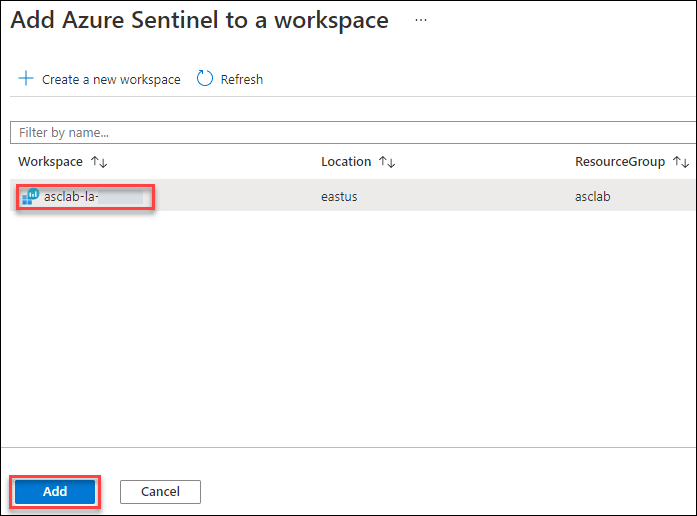 Add Azure Sentinel to a workspace ...
+ Create a new workspace Refresh
Filter by name...
Workspace ↑↓ Location ↑↓ ResourceGroup ↑↓
asclab-la- eastus asclab
Add Cancel